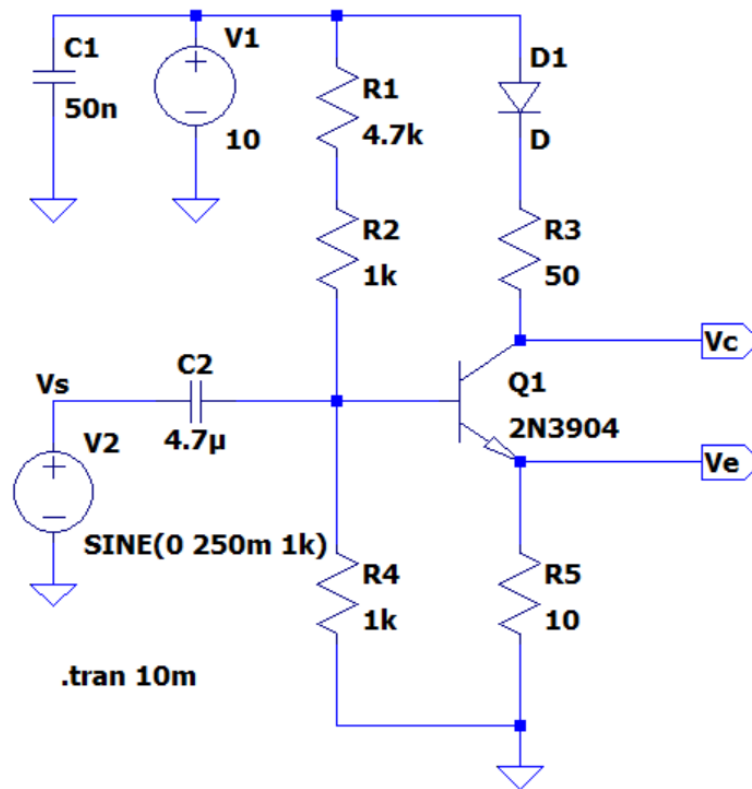 C1
50n
V1
10
R1
4.7k
D1
D
R2
1k
R3
50
Vc
Vs
C2
4.7µ
Q1
2N3904
Ve
V2
SINE(0 250m 1k)
R4
1k
R5
10
.tran 10m